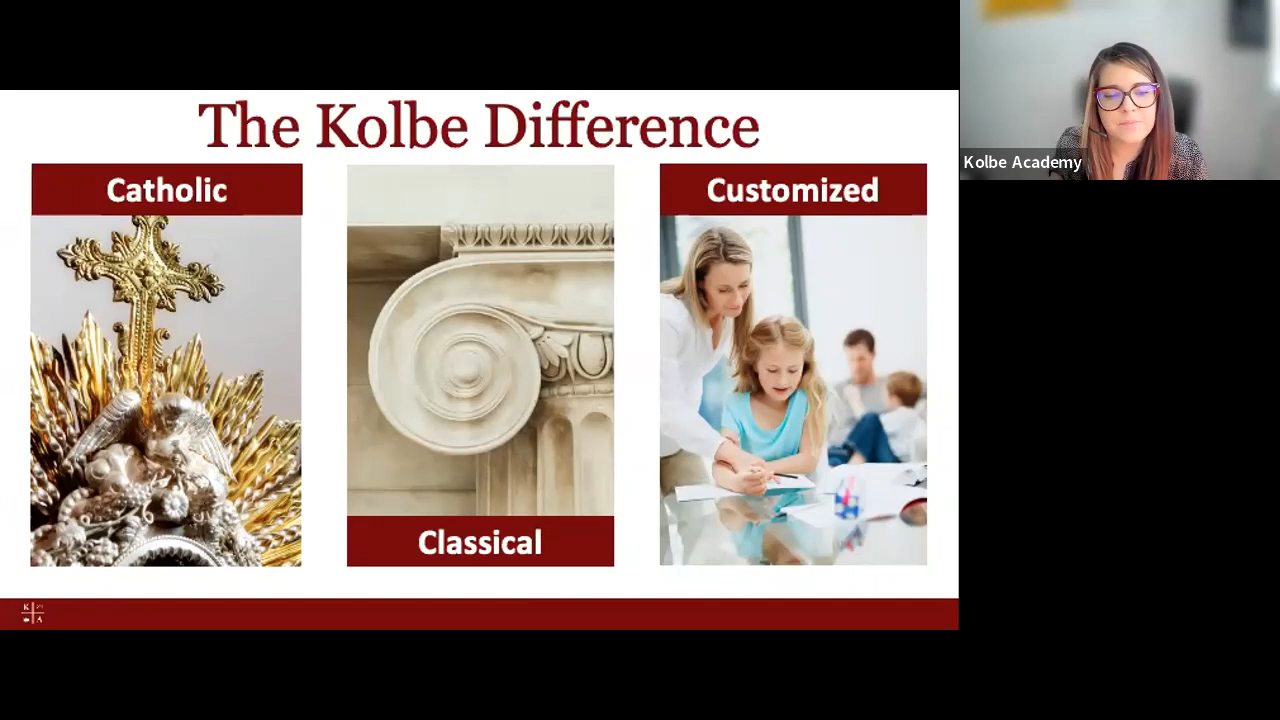 The Kolbe Difference
Catholic
Classical
Customized
K
A
Kolbe Academy